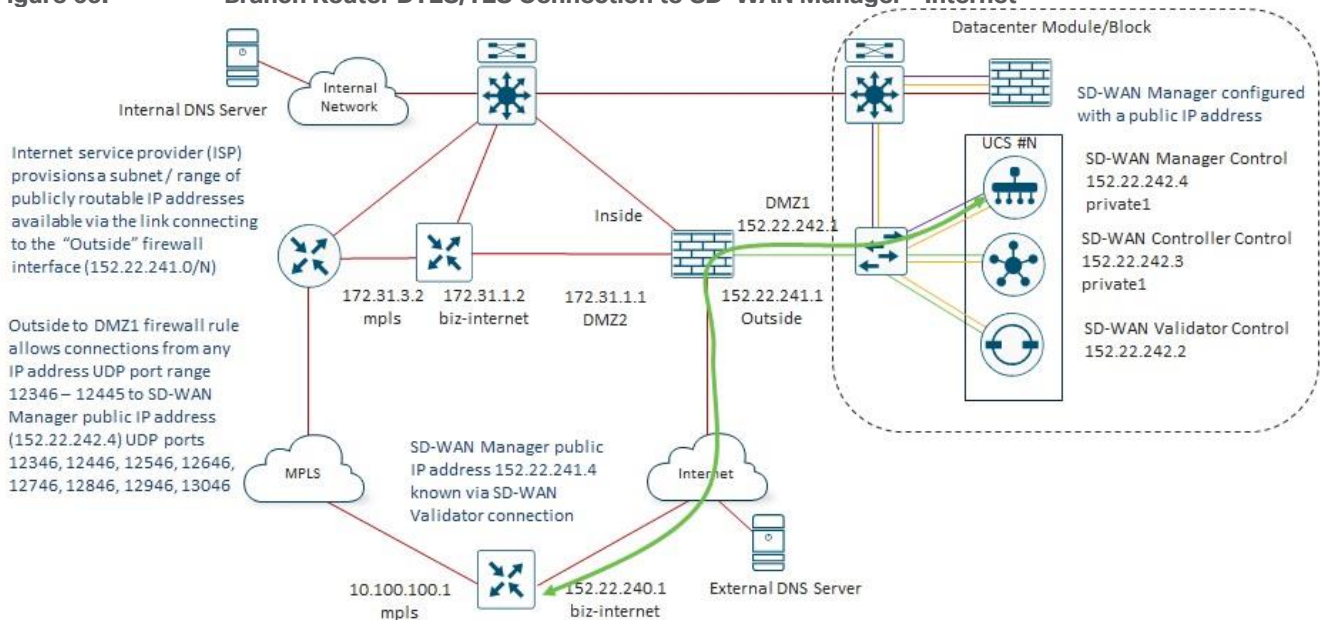 Branch Router DTLS/TLS Connection to SD-WAN Manager – Internet
Datacenter Module/Block
Internal DNS Server
Internal
Network
SD-WAN Manager configured
with a public IP address
Internet service provider (ISP)
provisions a subnet / range of
publicly routable IP addresses
available via the link connecting
to the “Outside” firewall
interface (152.22.241.0/N)
UCS #N
SD-WAN Manager Control
152.22.242.4
private1
Inside
DMZ1
152.22.242.1
SD-WAN Controller Control
152.22.242.3
private1
172.31.3.2
mpls
172.31.1.2
biz-internet
172.31.1.1
DMZ2
152.22.241.1
Outside
SD-WAN Validator Control
152.22.242.2
Outside to DMZ1 firewall rule
allows connections from any
IP address UDP port range
12346 – 12445 to SD-WAN
Manager public IP address
(152.22.242.4) UDP ports
12346, 12446, 12546, 12646,
12746, 12846, 12946, 13046
MPLS
SD-WAN Manager public
IP address 152.22.241.4
known via SD-WAN
Validator connection
Internet
10.100.100.1
mpls
152.22.240.1
biz-internet
External DNS Server